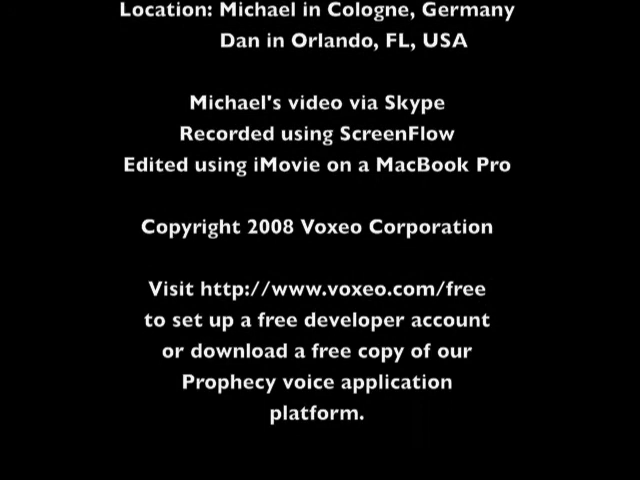 Location: Michael in Cologne, Germany
Dan in Orlando, FL, USA
Michael's video via Skype
Recorded using ScreenFlow
Edited using iMovie on a MacBook Pro
Copyright 2008 Voxeo Corporation
Visit http://www.voxeo.com/free
to set up a free developer account
or download a free copy of our
Prophecy voice application
platform.